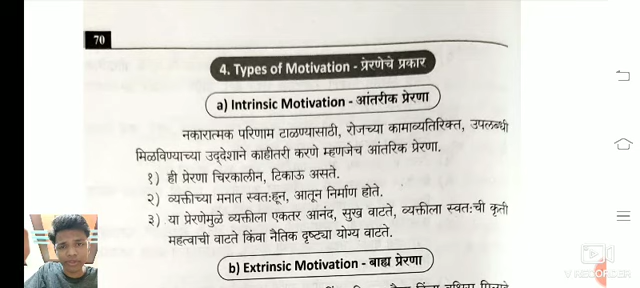 70
4. Types of Motivation - प्रेरणेचे प्रकार
a) Intrinsic Motivation - आंतरीक प्रेरणा
नकारात्मक परिणाम टाळण्यासाठी, रोजच्या कामाव्यतिरिक्त, उपलब्धी
मिळविण्याच्या उद्देशाने काहीतरी करणे म्हणजेच आंतरिक प्रेरणा.
१) ही प्रेरणा चिरकालीन, टिकाऊ असते.
२) व्यक्तीच्या मनात स्वतःहून, आतून निर्माण होते.
३) या प्रेरणेमुळे व्यक्तीला एकतर आनंद, सुख वाटते, व्यक्तीला स्वतःची कृती
महत्वाची वाटते किंवा नैतिक दृष्ट्या योग्य वाटते.
b) Extrinsic Motivation - बाह्य प्रेरणा
V RECORDER